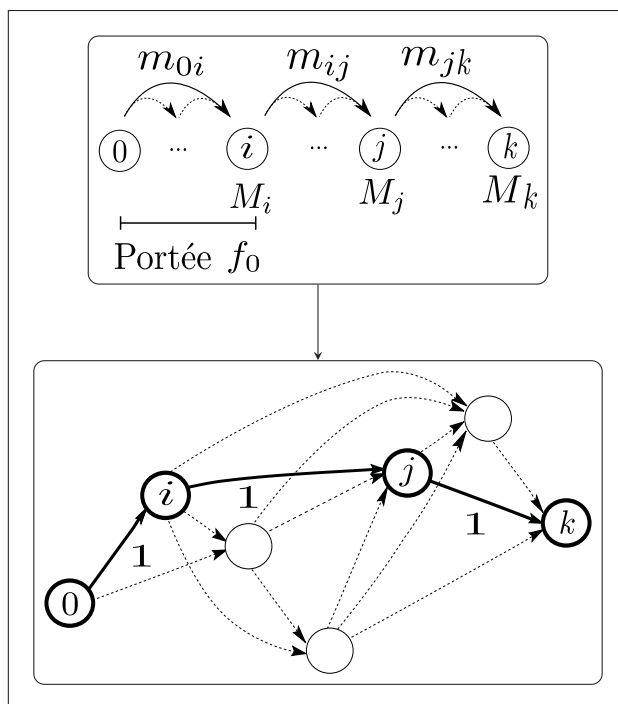 m₀ᵢ mᵢⱼ mⱼₖ
0 ... i ... j ... k
Mᵢ Mⱼ Mₖ
Portée f₀
i 1 j
1 1 k
0